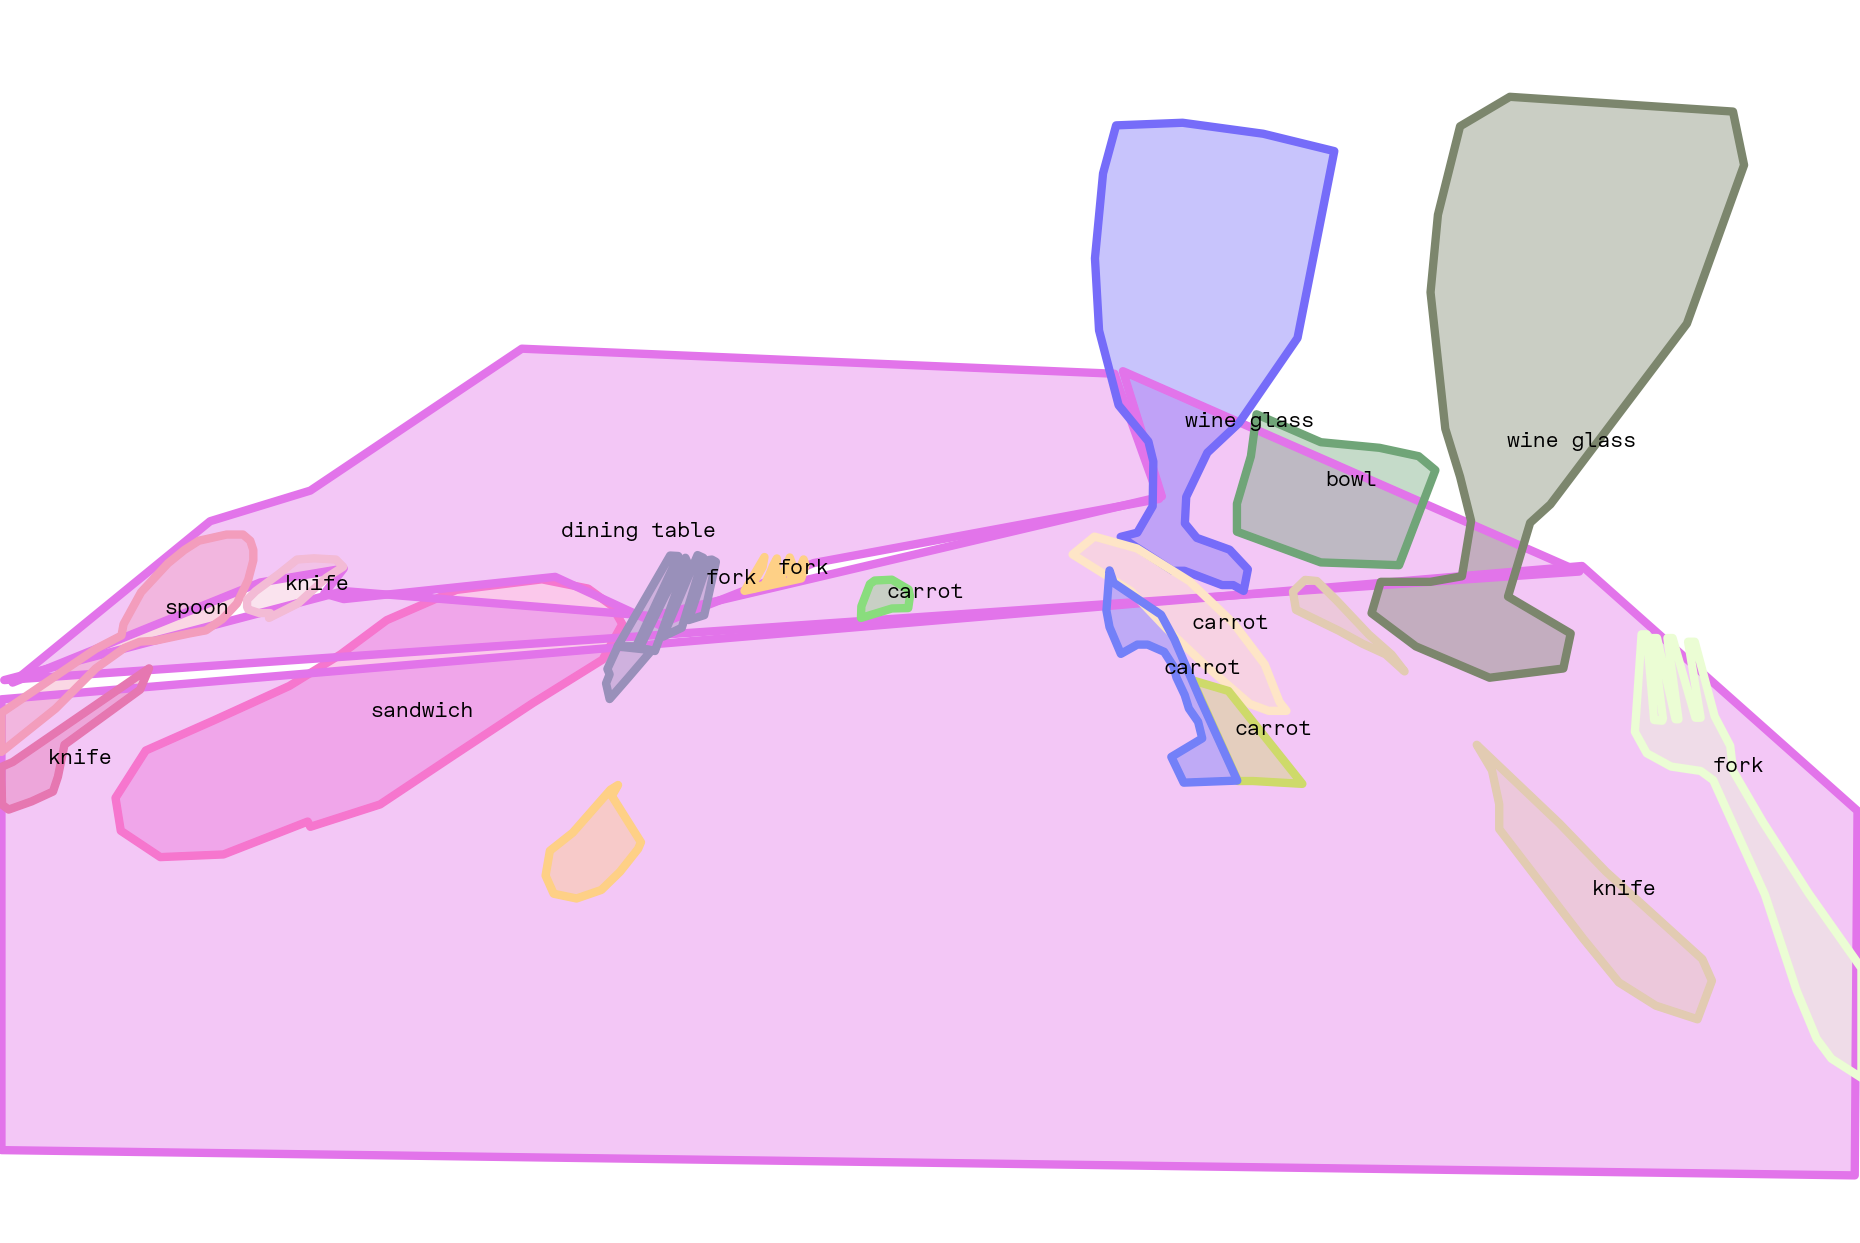 wine glass
wine glass
bowl
dining table
fork
fork
knife
carrot
spoon
carrot
carrot
sandwich
carrot
knife
fork
knife